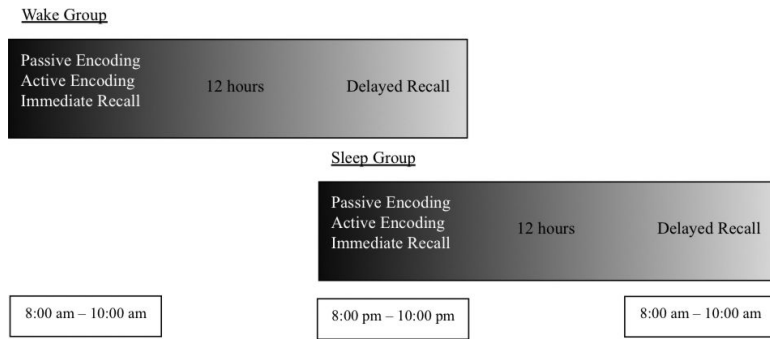 Wake Group
Passive Encoding
Active Encoding
Immediate Recall
12 hours
Delayed Recall
Sleep Group
Passive Encoding
Active Encoding
Immediate Recall
12 hours
Delayed Recall
8:00 am – 10:00 am
8:00 pm – 10:00 pm
8:00 am – 10:00 am